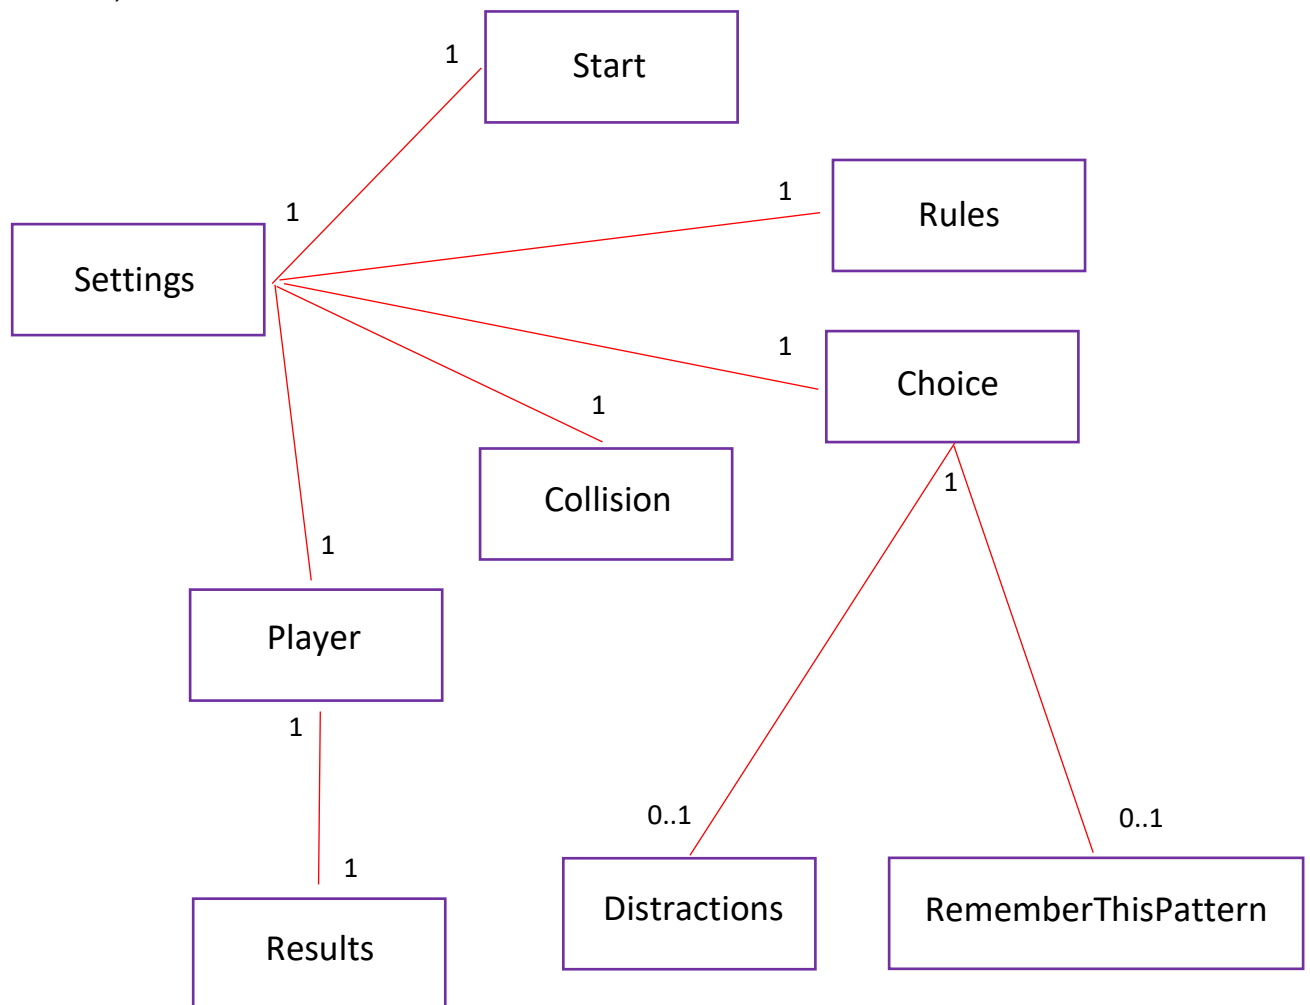 1
Start
1
Rules
1
Settings
1
Choice
1
Collision
1
1
Player
1
0..1
0..1
1
Distractions
RememberThisPattern
Results